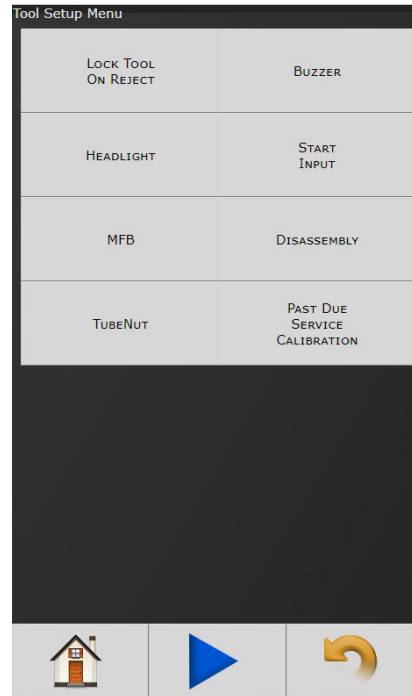 Tool Setup Menu
Lock Tool
On Reject
Buzzer
Headlight
Start
Input
MFB
Disassembly
TubeNut
Past Due
Service
Calibration